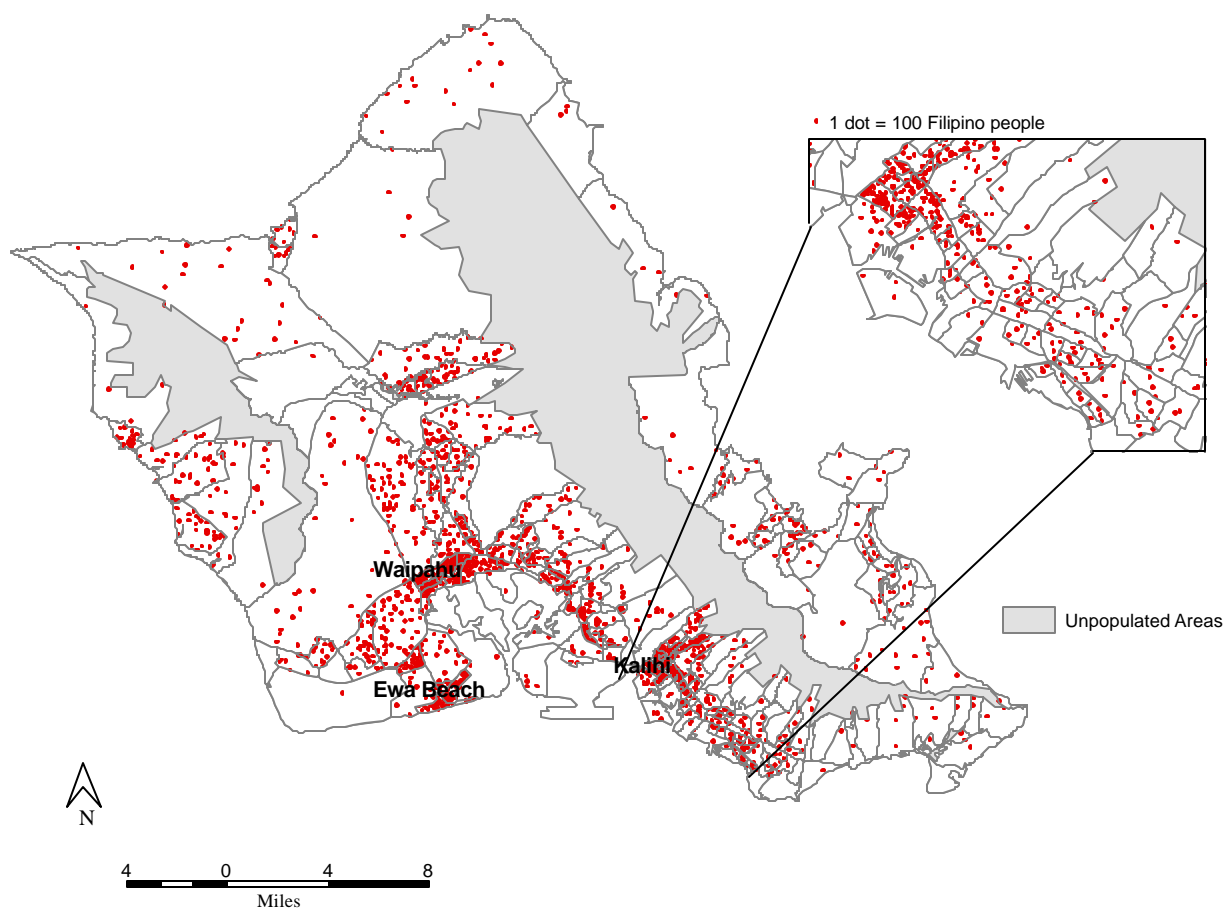 1 dot = 100 Filipino people
Waipahu
Unpopulated Areas
Kalihi
Ewa Beach
N
4 0 4 8
Miles